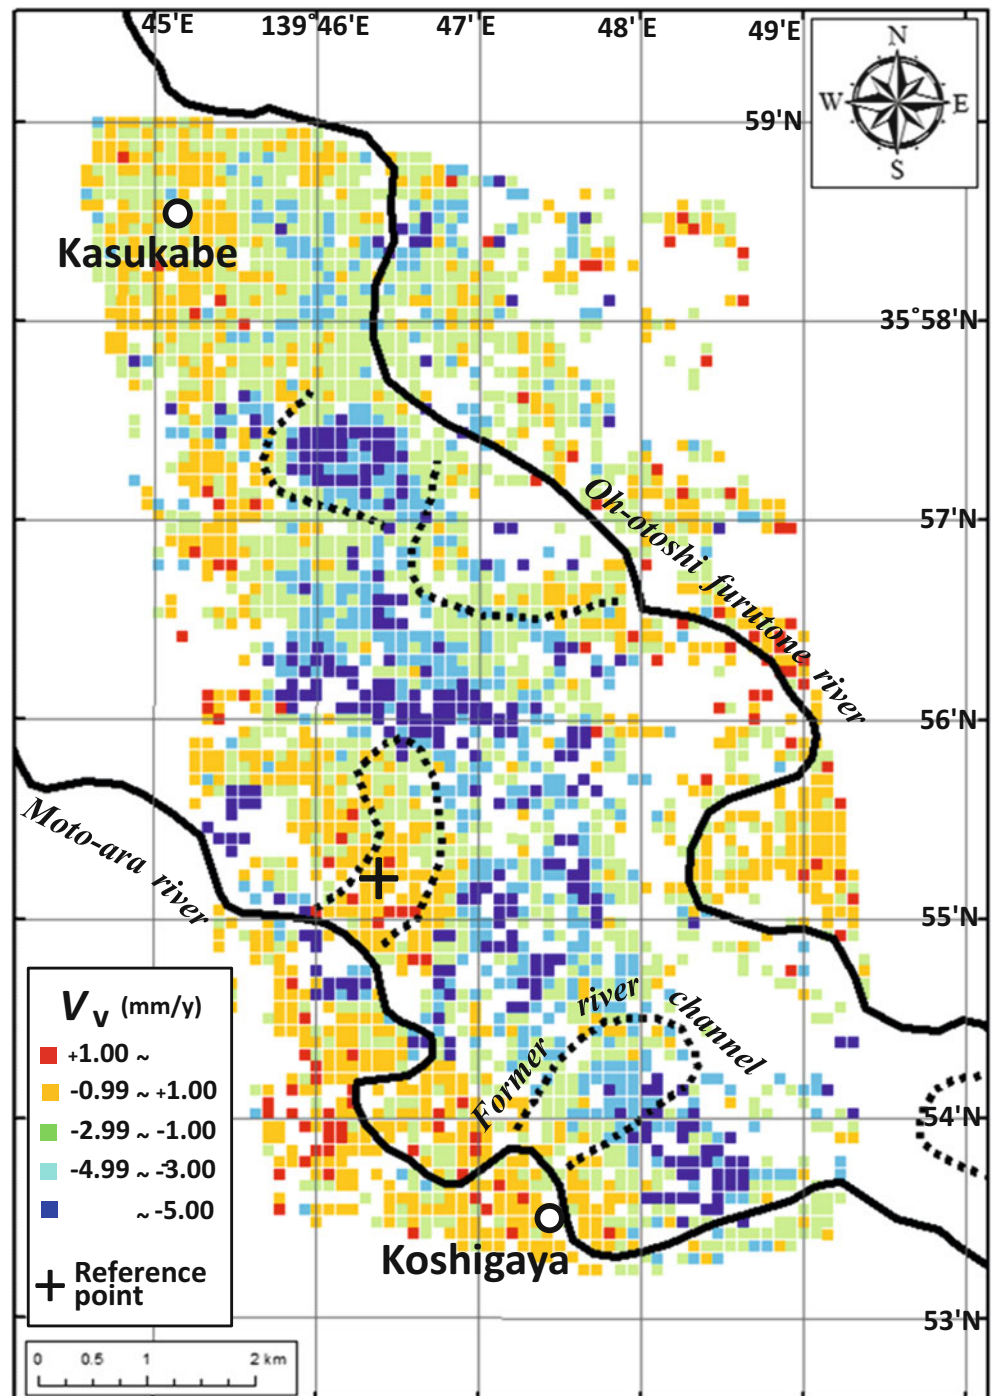 45'E 139°46'E 47'E 48'E 49'E
N
W E
S
59'N
Kasukabe
35°58'N
57'N
Oh-otoshi furutone river
56'N
Moto-ara river
55'N
Former river channel
54'N
Koshigaya
53'N
Vv (mm/y)
+1.00 ~
-0.99 ~ +1.00
-2.99 ~ -1.00
-4.99 ~ -3.00
~ -5.00
Reference
point
0 0.5 1 2 km